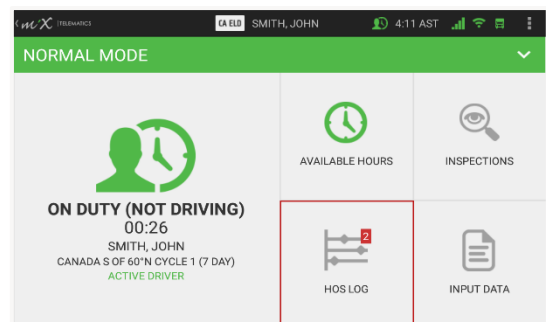 miX TELEMATICS
CA ELD SMITH, JOHN
4:11 AST
NORMAL MODE
ON DUTY (NOT DRIVING)
00:26
SMITH, JOHN
CANADA S OF 60°N CYCLE 1 (7 DAY)
ACTIVE DRIVER
AVAILABLE HOURS
INSPECTIONS
2
HOS LOG
INPUT DATA